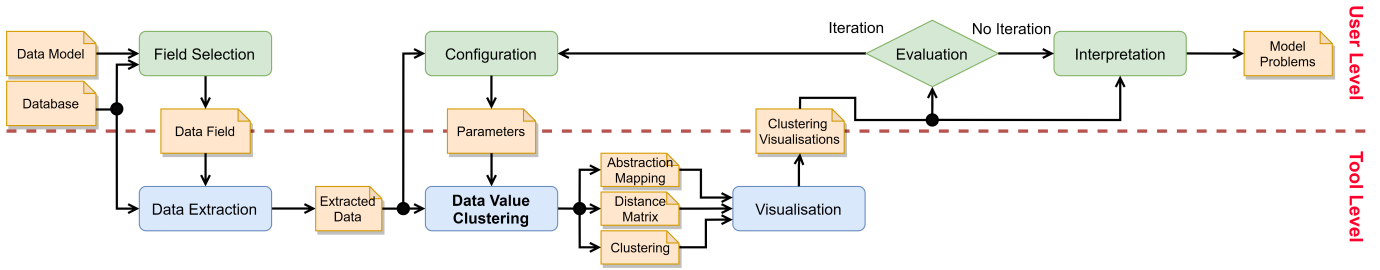 Data Model
Database
Field Selection
Data Field
Data Extraction
Extracted
Data
Configuration
Parameters
Data Value
Clustering
Abstraction
Mapping
Distance
Matrix
Clustering
Visualisation
Clustering
Visualisations
Iteration
Evaluation
No Iteration
Interpretation
Model
Problems
User Level
Tool Level